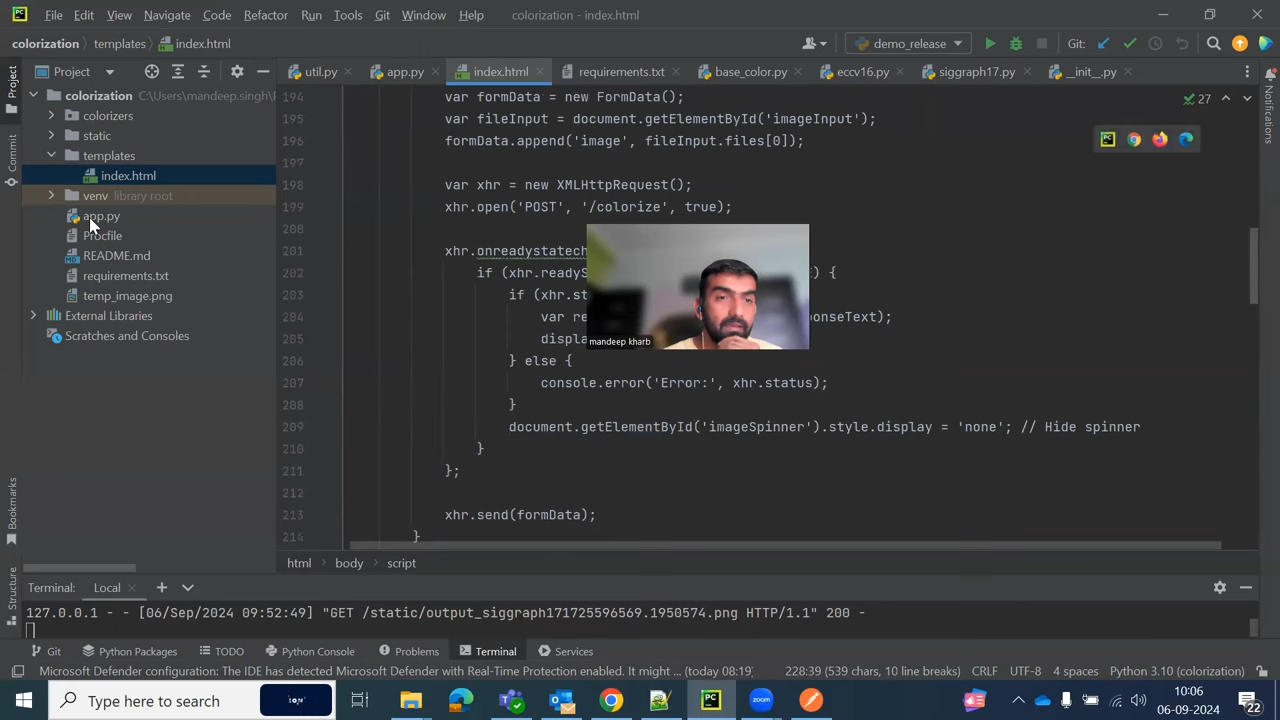 File Edit View Navigate Code Refactor Run Tools Git Window Help colorization - index.html
colorization templates index.html demo_release Git:
Project util.py app.py index.html requirements.txt base_color.py eccv16.py siggraph17.py __init__.py
Project
Commit
Bookmarks
Structure
Notifications
colorization C:\Users\mandeep.singh\
colorizers
static
templates
index.html
venv library root
app.py
Procfile
README.md
requirements.txt
temp_image.png
External Libraries
Scratches and Consoles
27
194 var formData = new FormData();
195 var fileInput = document.getElementById('imageInput');
196 formData.append('image', fileInput.files[0]);
197
198 var xhr = new XMLHttpRequest();
199 xhr.open('POST', '/colorize', true);
200
201 xhr.onreadystatech
202 if (xhr.readyS ) {
203 if (xhr.st
204 var re ponseText);
205 displa
206 } else {
207 console.error('Error:', xhr.status);
208 }
209 document.getElementById('imageSpinner').style.display = 'none'; // Hide spinner
210 }
211 };
212
213 xhr.send(formData);
214 }
mandeep kharb
html body script
Terminal: Local
127.0.0.1 - - [06/Sep/2024 09:52:49] "GET /static/output_siggraph171725596569.1950574.png HTTP/1.1" 200 -
Git Python Packages TODO Python Console Problems Terminal Services
Microsoft Defender configuration: The IDE has detected Microsoft Defender with Real-Time Protection enabled. It might ... (today 08:19) 228:39 (539 chars, 10 line breaks) CRLF UTF-8 4 spaces Python 3.10 (colorization)
Type here to search
10:06
06-09-2024
22